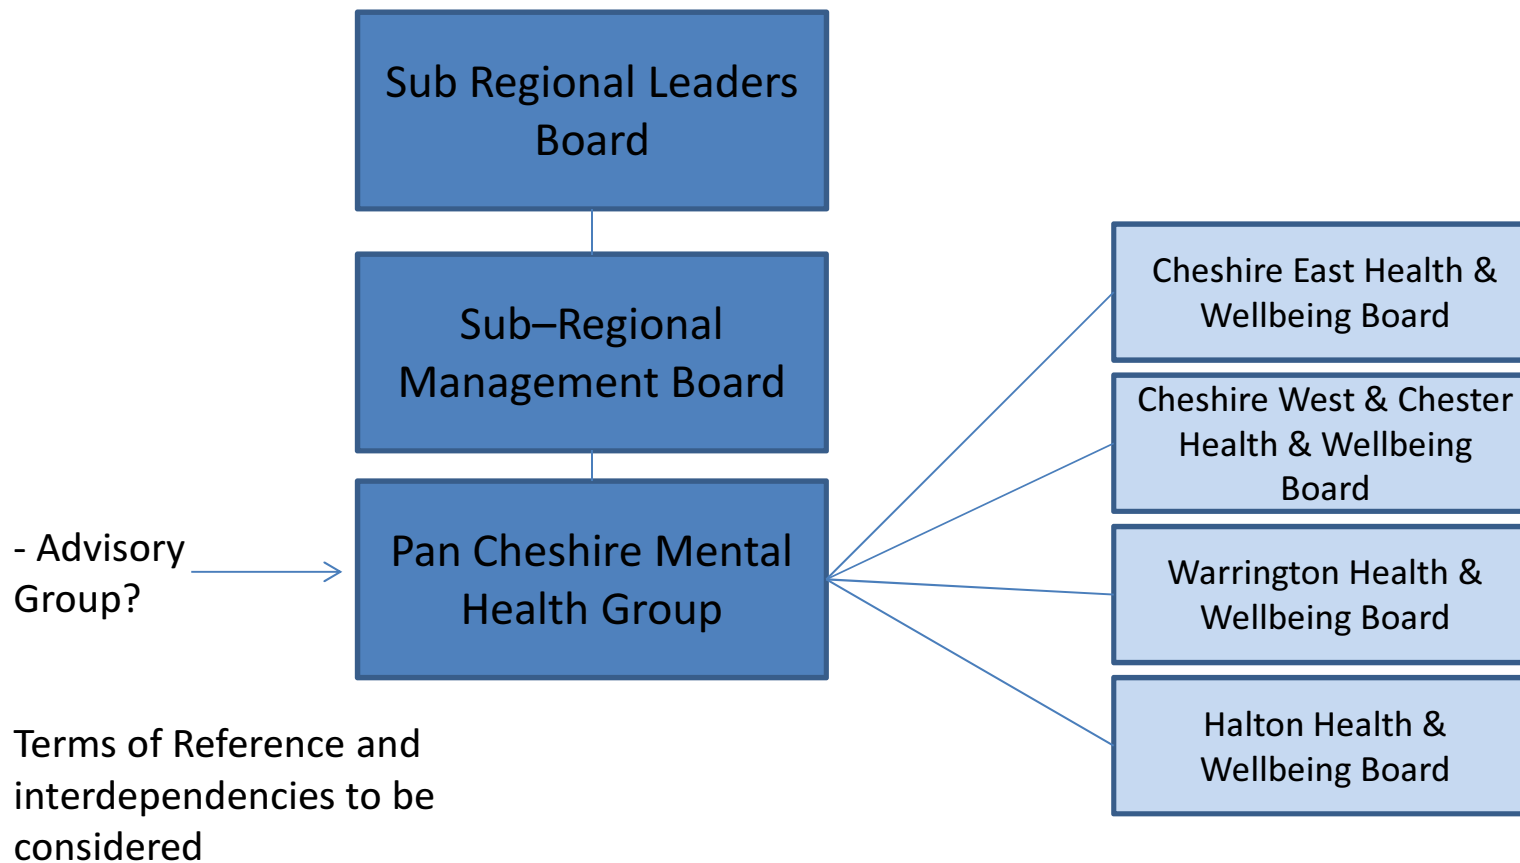 Sub Regional Leaders
Board
Sub–Regional
Management Board
Pan Cheshire Mental
Health Group
- Advisory
Group?
Terms of Reference and
interdependencies to be
considered
Cheshire East Health &
Wellbeing Board
Cheshire West & Chester
Health & Wellbeing
Board
Warrington Health &
Wellbeing Board
Halton Health &
Wellbeing Board